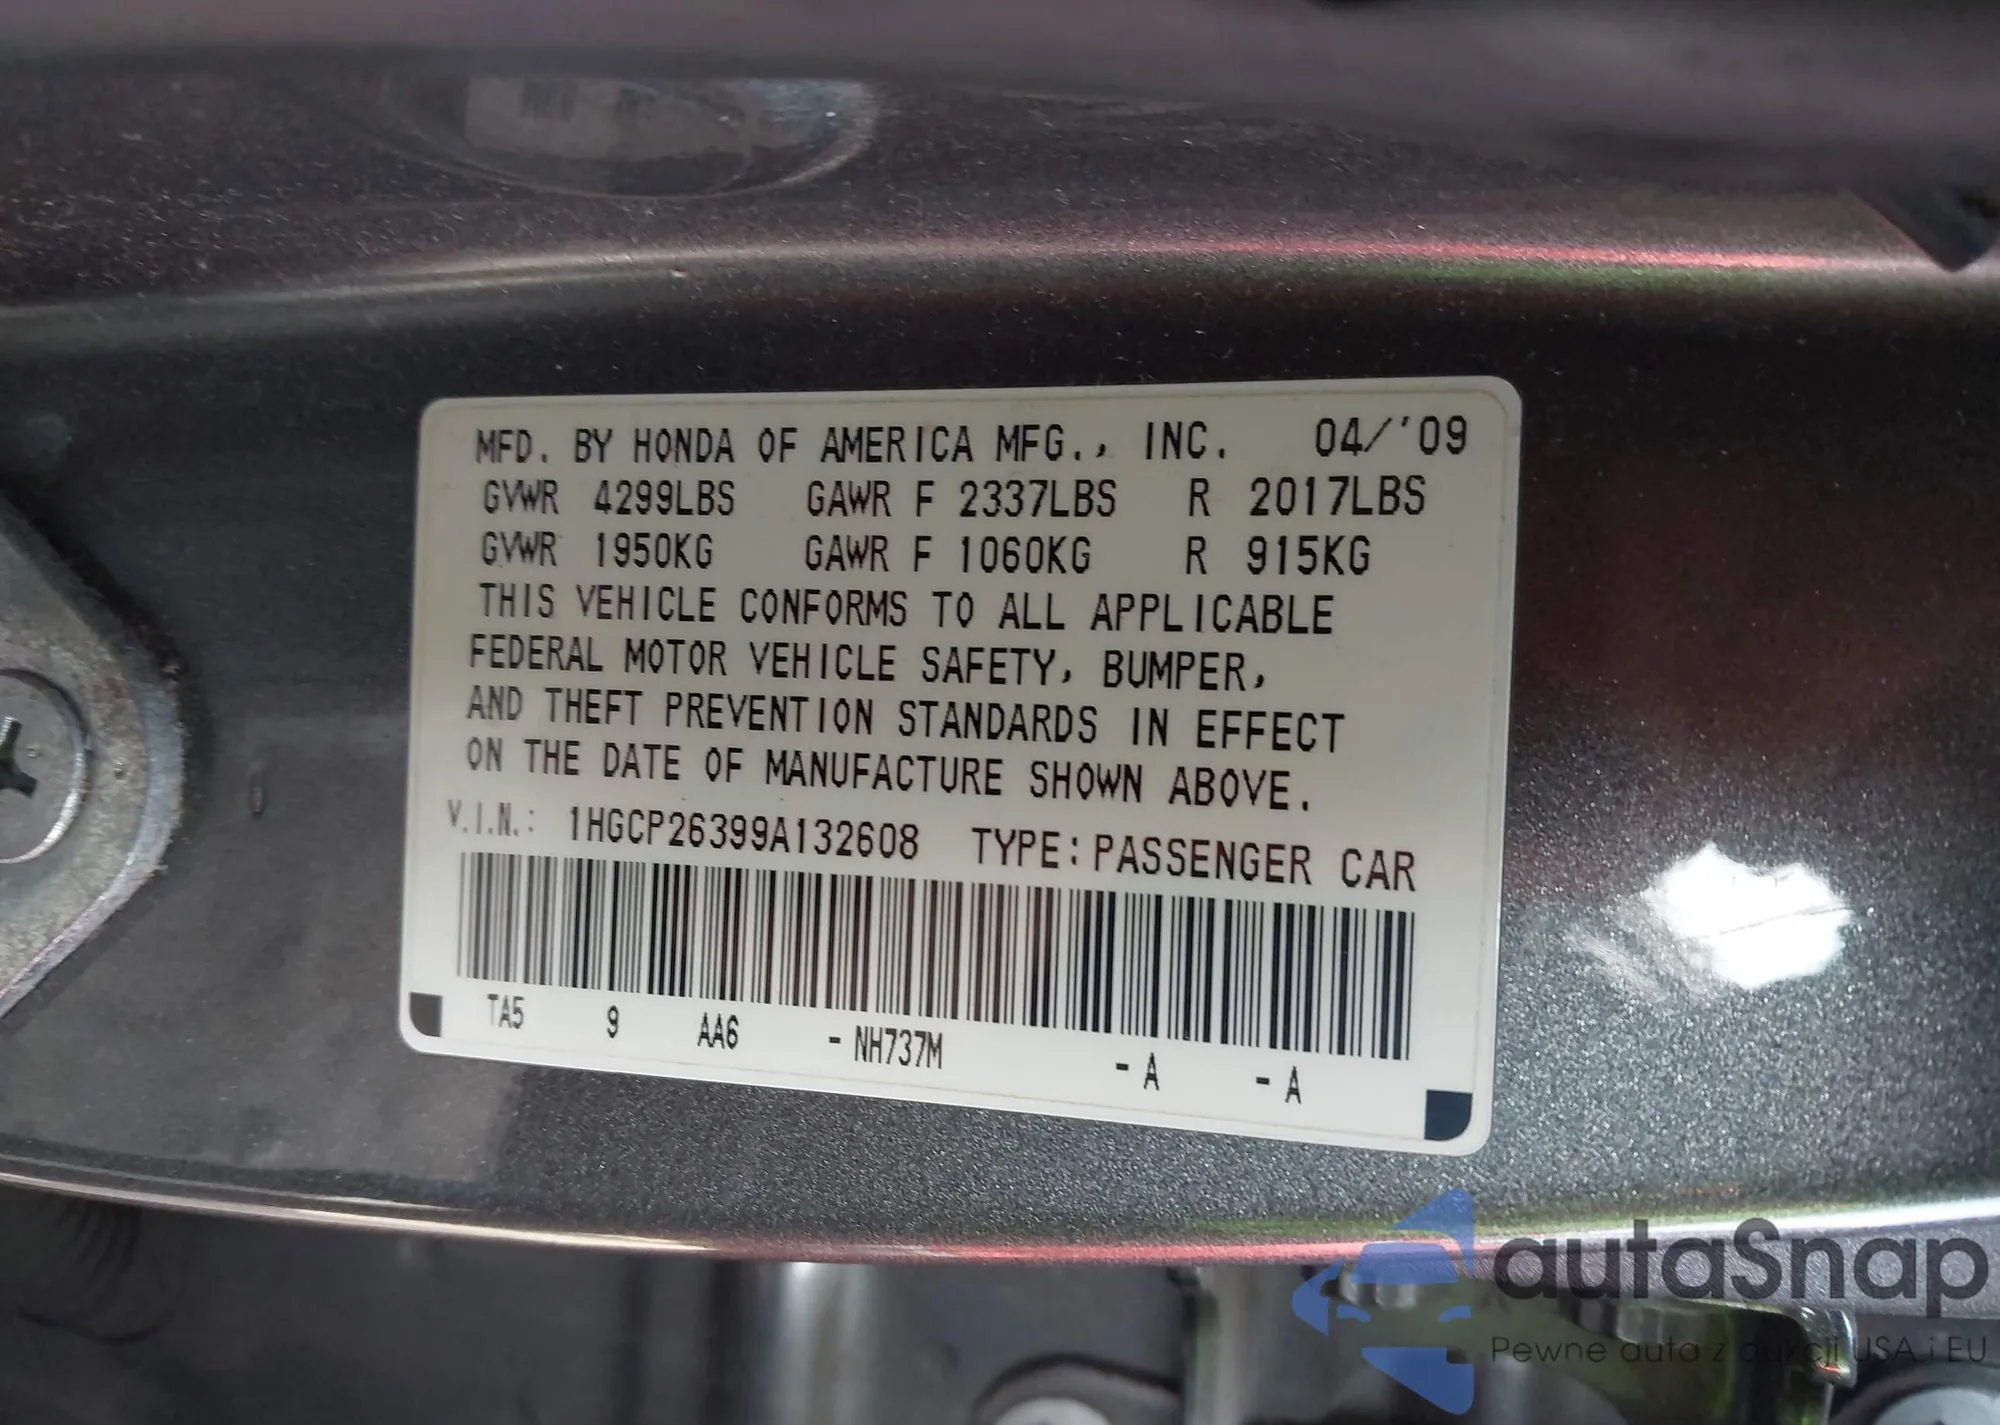 MFD. BY HONDA OF AMERICA MFG., INC. 04/'09
GVWR 4299LBS GAWR F 2337LBS R 2017LBS
GVWR 1950KG GAWR F 1060KG R 915KG
THIS VEHICLE CONFORMS TO ALL APPLICABLE
FEDERAL MOTOR VEHICLE SAFETY, BUMPER,
AND THEFT PREVENTION STANDARDS IN EFFECT
ON THE DATE OF MANUFACTURE SHOWN ABOVE.
V.I.N.: 1HGCP26399A132608 TYPE: PASSENGER CAR
TA5 9 AA6 - NH737M - A - A
autaSnap
Pewne auta z aukcji USA i EU